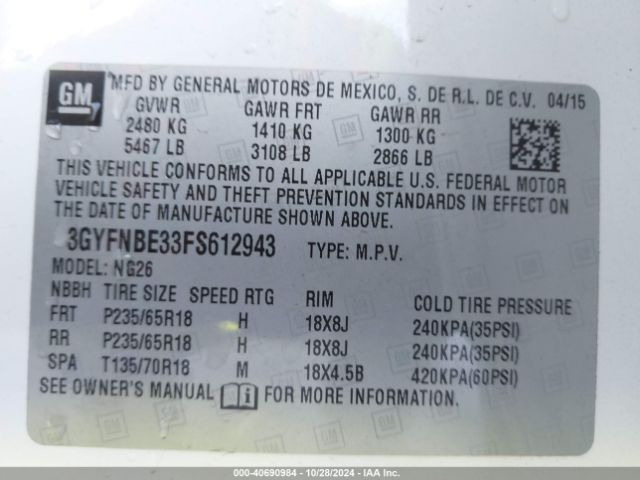 GM MFD BY GENERAL MOTORS DE MEXICO, S. DE R.L. DE C.V. 04/15
GVWR GAWR FRT GAWR RR
2480 KG 1410 KG 1300 KG
5467 LB 3108 LB 2866 LB
THIS VEHICLE CONFORMS TO ALL APPLICABLE U.S. FEDERAL MOTOR
VEHICLE SAFETY AND THEFT PREVENTION STANDARDS IN EFFECT ON
THE DATE OF MANUFACTURE SHOWN ABOVE.
3GYFNBE33FS612943 TYPE: M.P.V.
MODEL: NG26
NBBH TIRE SIZE SPEED RTG RIM COLD TIRE PRESSURE
FRT P235/65R18 H 18X8J 240KPA(35PSI)
RR P235/65R18 H 18X8J 240KPA(35PSI)
SPA T135/70R18 M 18X4.5B 420KPA(60PSI)
SEE OWNER'S MANUAL FOR MORE INFORMATION.
000-40690984 | 10/28/2024 - IAA Inc.